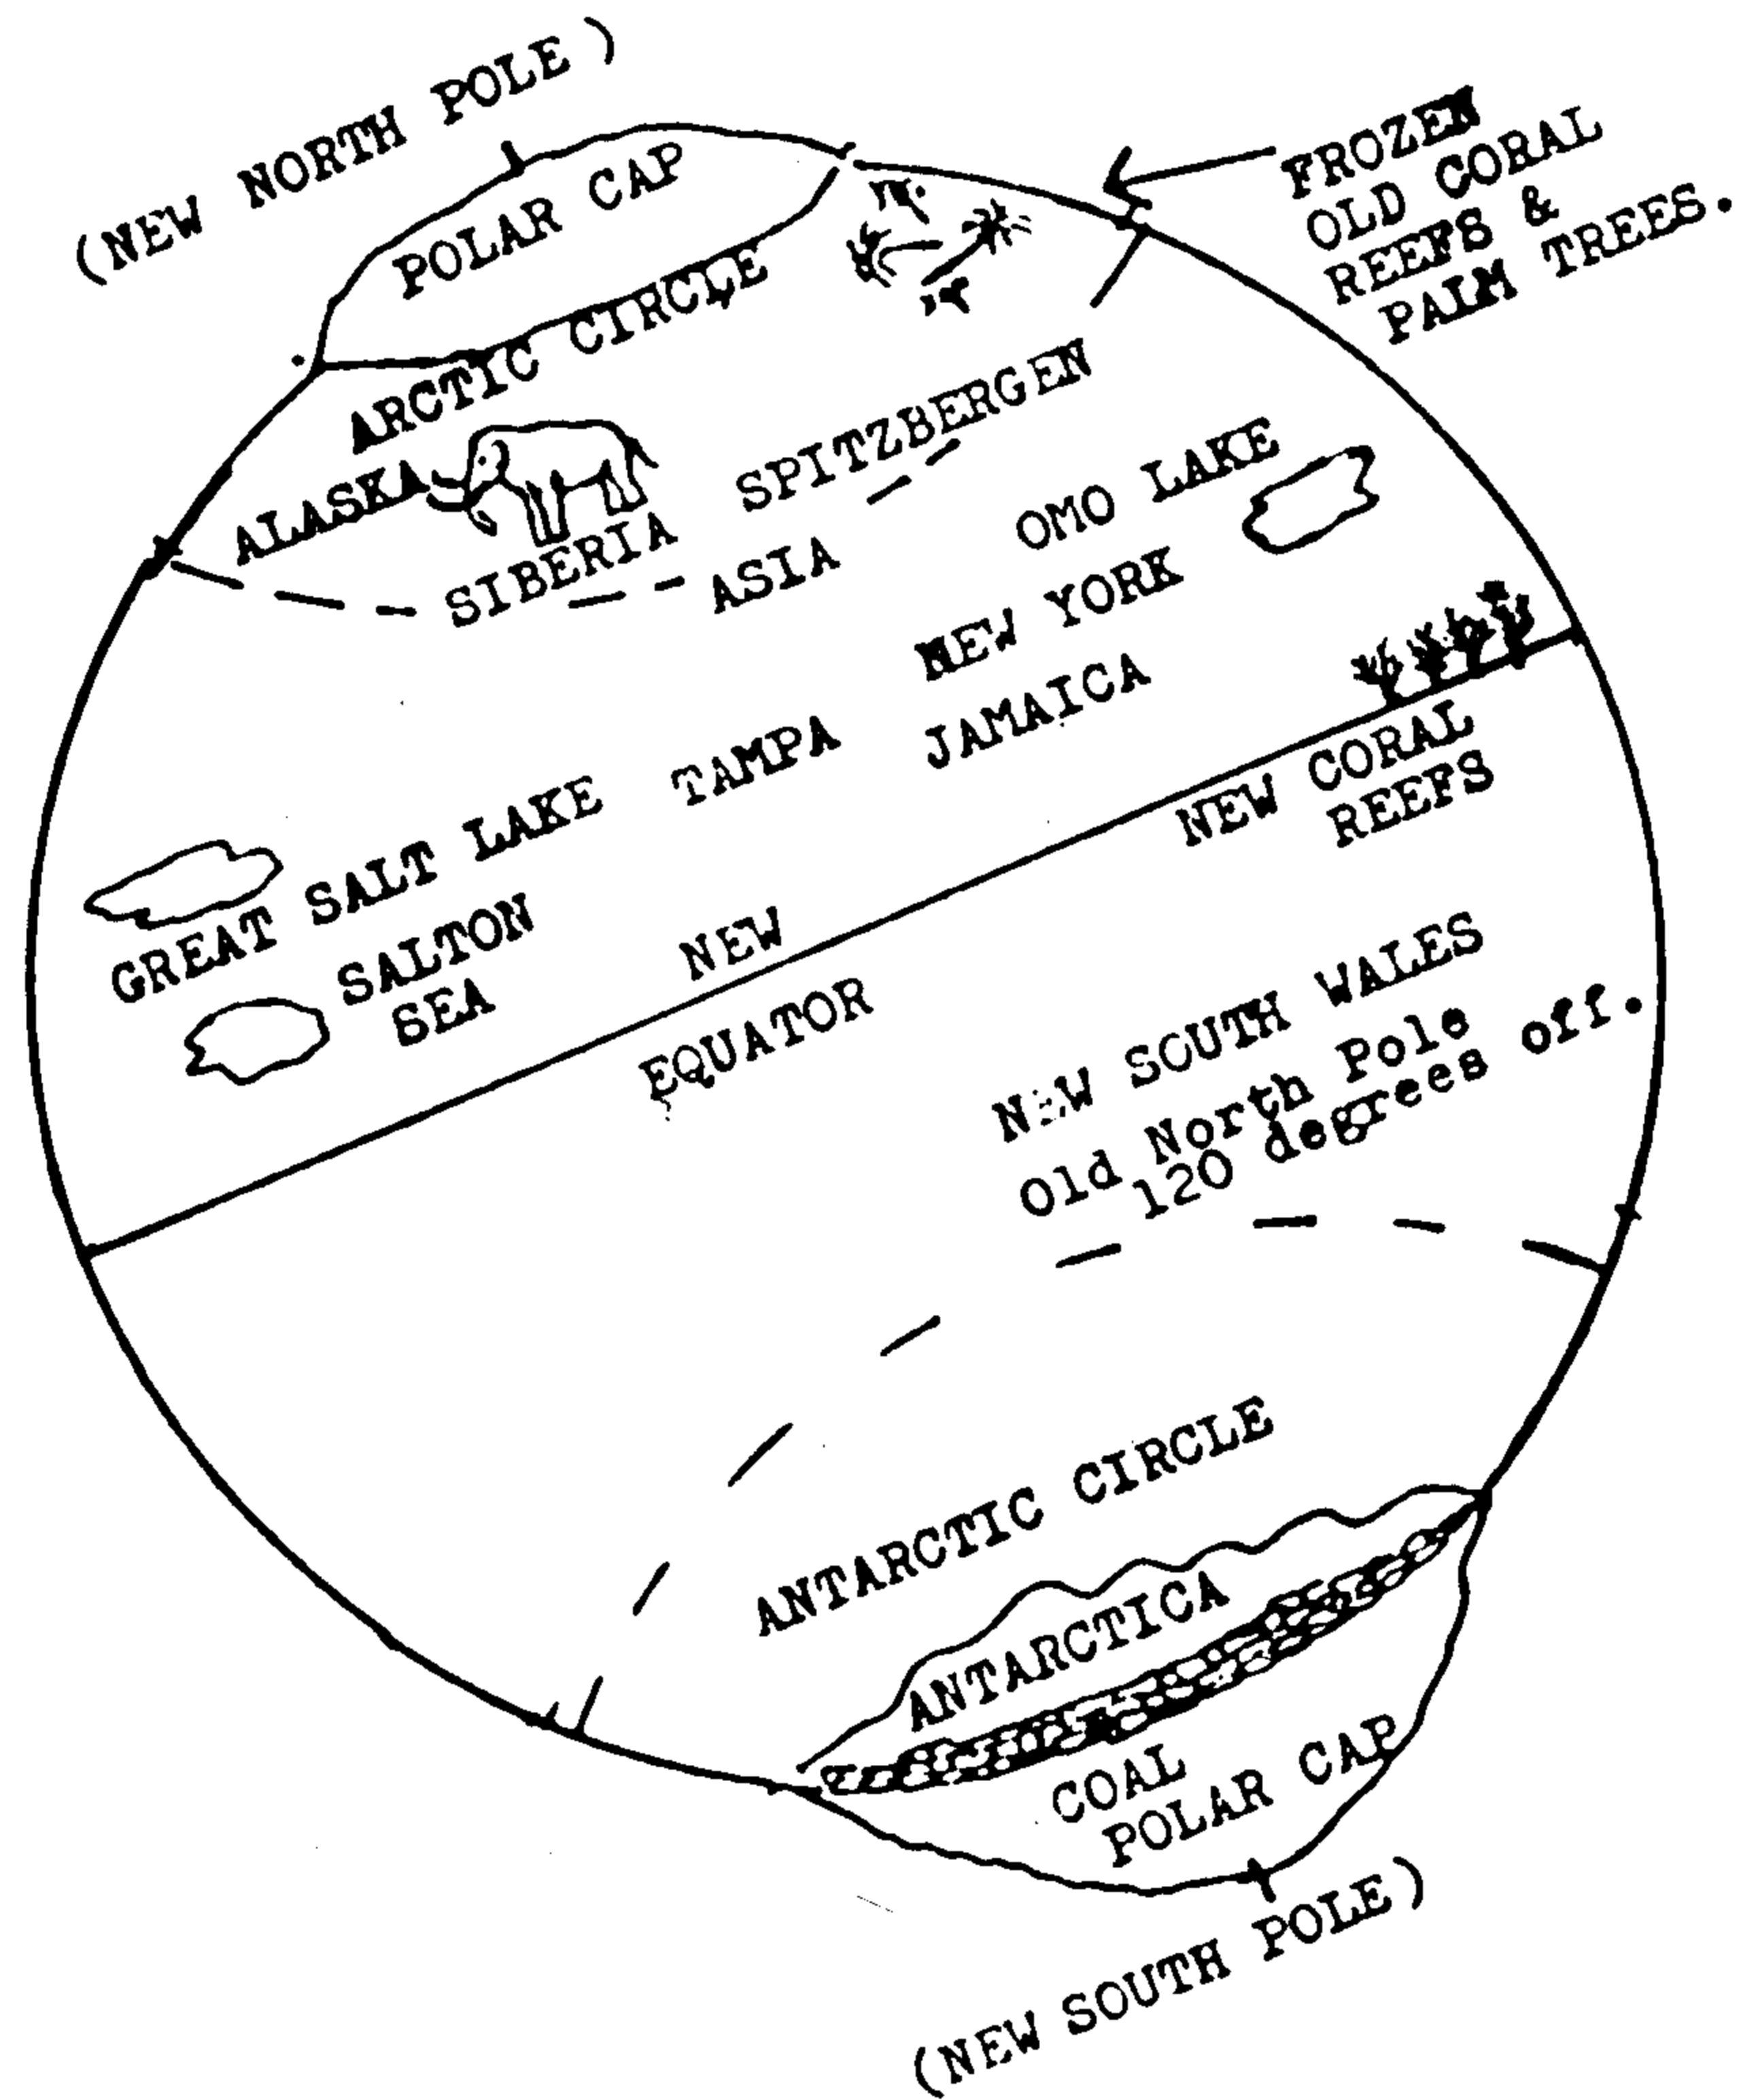 (NEW NORTH POLE)
POLAR CAP
FROZEN
OLD CORAL
REEFS &
PALM TREES.
ARCTIC CIRCLE
ALASKA
SIBERIA
ASIA
SPITZBERGEN
OMO LAKE
NEW YORK
JAMAICA
TAMPA
GREAT SALT LAKE
SALTON
SEA
NEW CORAL
REEFS
NEW
EQUATOR
NEW SOUTH WALES
Old North Pole
120 degrees off.
ANTARCTIC CIRCLE
ANTARCTICA
COAL
POLAR CAP
(NEW SOUTH POLE)